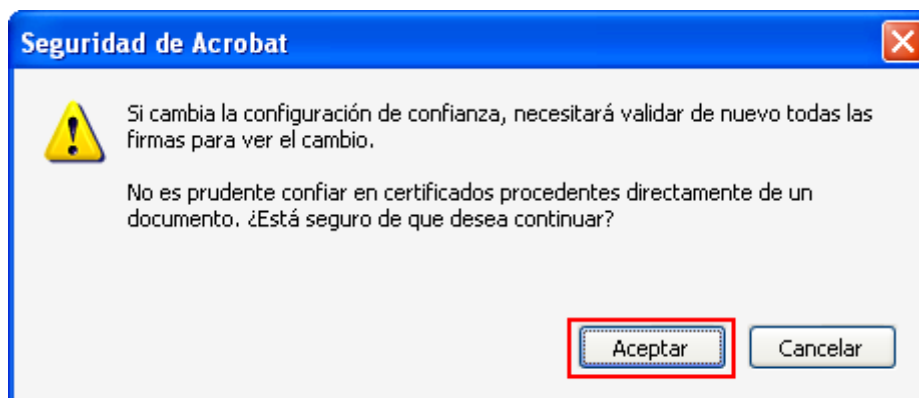 Seguridad de Acrobat
Si cambia la configuración de confianza, necesitará validar de nuevo todas las
firmas para ver el cambio.
No es prudente confiar en certificados procedentes directamente de un
documento. ¿Está seguro de que desea continuar?
Aceptar Cancelar